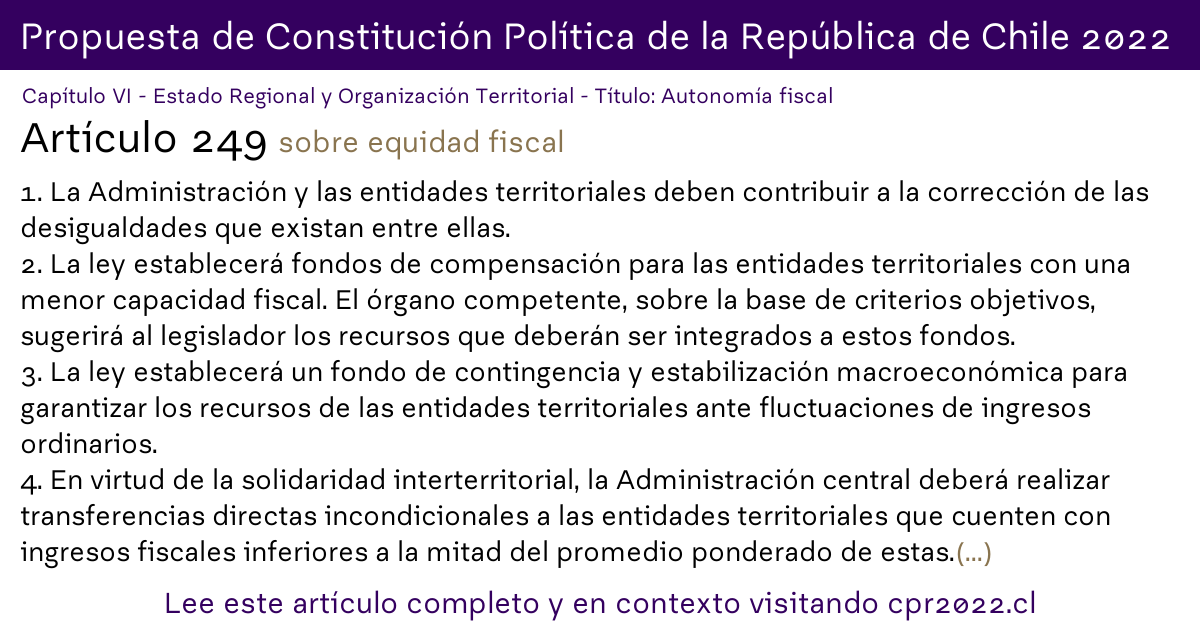 Propuesta de Constitución Política de la República de Chile 2022
Capítulo VI - Estado Regional y Organización Territorial - Título: Autonomía fiscal
Artículo 249 sobre equidad fiscal
1. La Administración y las entidades territoriales deben contribuir a la corrección de las
desigualdades que existan entre ellas.
2. La ley establecerá fondos de compensación para las entidades territoriales con una
menor capacidad fiscal. El órgano competente, sobre la base de criterios objetivos,
sugerirá al legislador los recursos que deberán ser integrados a estos fondos.
3. La ley establecerá un fondo de contingencia y estabilización macroeconómica para
garantizar los recursos de las entidades territoriales ante fluctuaciones de ingresos
ordinarios.
4. En virtud de la solidaridad interterritorial, la Administración central deberá realizar
transferencias directas incondicionales a las entidades territoriales que cuenten con
ingresos fiscales inferiores a la mitad del promedio ponderado de estas.(...)
Lee este artículo completo y en contexto visitando cpr2022.cl